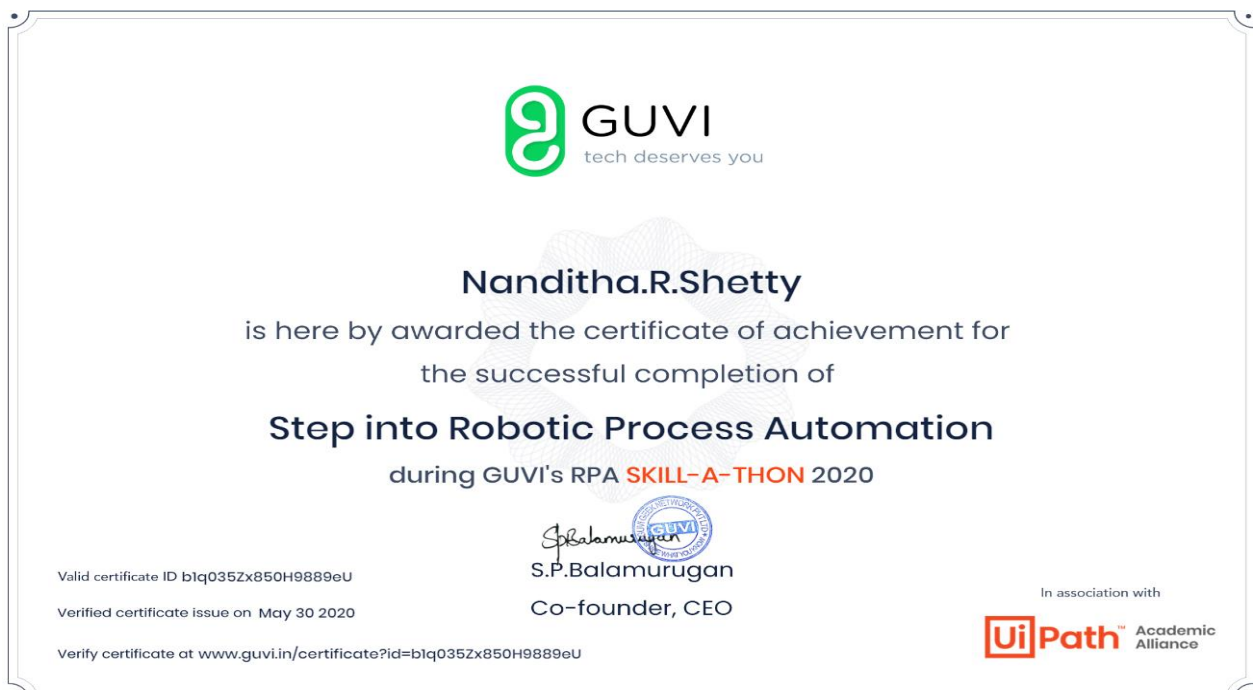 GUVI
tech deserves you
Nanditha.R.Shetty
is here by awarded the certificate of achievement for
the successful completion of
Step into Robotic Process Automation
during GUVI's RPA SKILL-A-THON 2020
SpBalamurugan
GUVI
S.P.Balamurugan
Co-founder, CEO
Valid certificate ID b1q035Zx850H9889eU
Verified certificate issue on May 30 2020
Verify certificate at www.guvi.in/certificate?id=b1q035Zx850H9889eU
In association with
UiPath™ Academic
Alliance